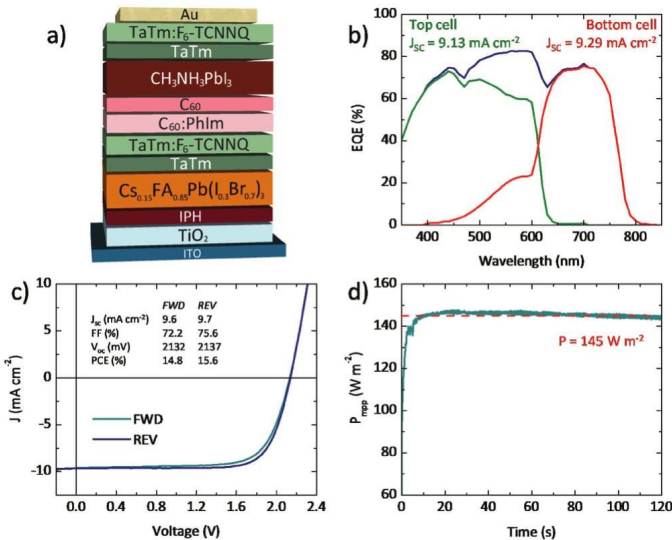 a)
Au
TaTm:F₆-TCNNQ
TaTm
CH₃NH₃PbI₃
C₆₀
C₆₀:PhIm
TaTm:F₆-TCNNQ
TaTm
Cs₀.₁₅FA₀.₈₅Pb(I₀.₃Br₀.₇)₃
IPH
TiO₂
ITO
b)
Top cell
J_SC = 9.13 mA cm⁻²
Bottom cell
J_SC = 9.29 mA cm⁻²
EQE (%)
100
80
60
40
20
0
400 500 600 700 800
Wavelength (nm)
c)
FWD REV
J_sc (mA cm⁻²) 9.6 9.7
FF (%) 72.2 75.6
V_oc (mV) 2132 2137
PCE (%) 14.8 15.6
FWD
REV
J (mA cm⁻²)
10
5
0
-5
-10
0.0 0.4 0.8 1.2 1.6 2.0 2.4
Voltage (V)
d)
P = 145 W m⁻²
P_mpp (W m⁻²)
160
140
120
100
80
60
0 20 40 60 80 100 120
Time (s)